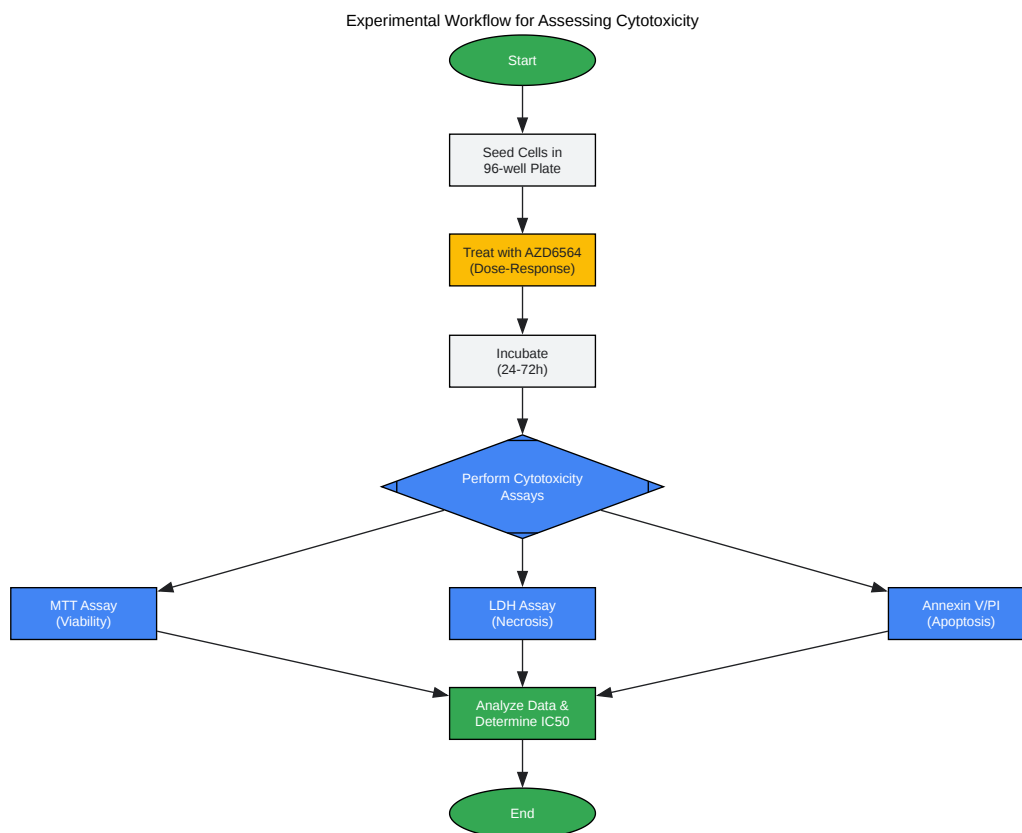 Experimental Workflow for Assessing Cytotoxicity
Start
Seed Cells in
96-well Plate
Treat with AZD6564
(Dose-Response)
Incubate
(24-72h)
Perform Cytotoxicity
Assays
MTT Assay
(Viability)
LDH Assay
(Necrosis)
Annexin V/PI
(Apoptosis)
Analyze Data &
Determine IC50
End